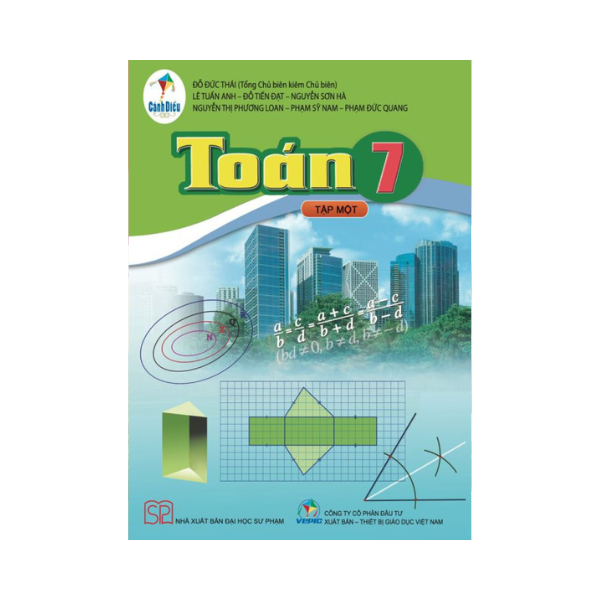 Cánh Diều
ĐỖ ĐỨC THÁI (Tổng Chủ biên kiêm Chủ biên)
LÊ TUẤN ANH – ĐỖ TIẾN ĐẠT – NGUYỄN SƠN HÀ
NGUYỄN THỊ PHƯƠNG LOAN – PHẠM SỸ NAM – PHẠM ĐỨC QUANG
Toán 7
TẬP MỘT
a/b = c/d = a + c/b + d = a - c/b - d
(bd ≠ 0, b ≠ d, b ≠ – d)
N
Z
Q
R
SP
NHÀ XUẤT BẢN ĐẠI HỌC SƯ PHẠM
VEPIC
CÔNG TY CỔ PHẦN ĐẦU TƯ
XUẤT BẢN – THIẾT BỊ GIÁO DỤC VIỆT NAM